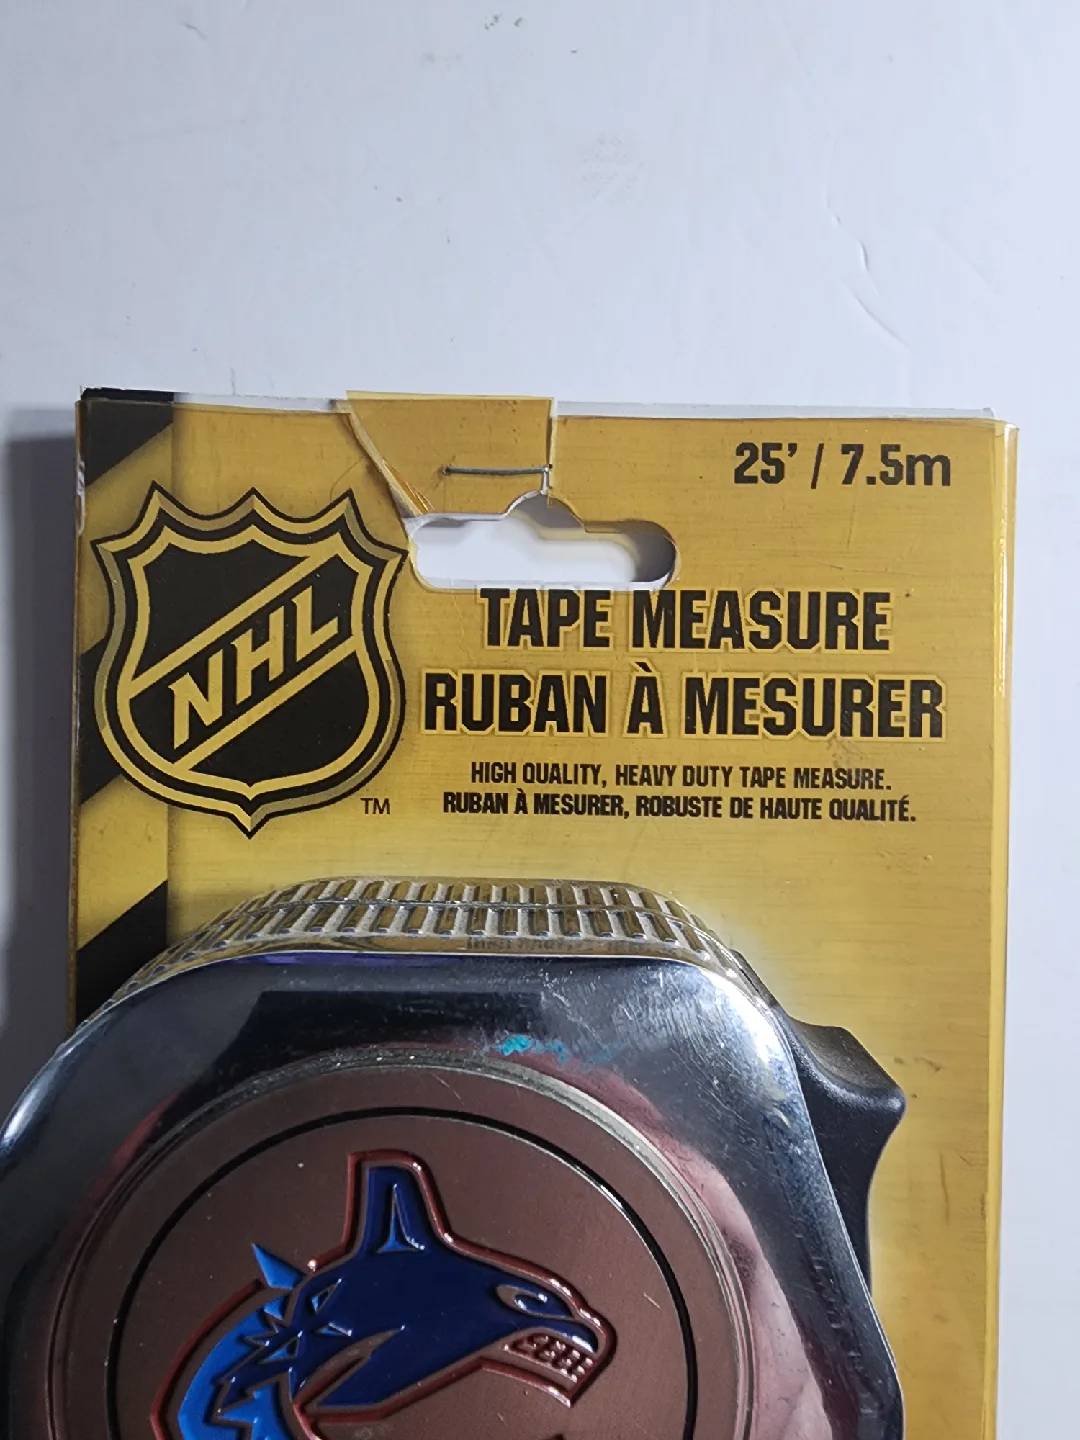 25' / 7.5m
NHL
TM
TAPE MEASURE
RUBAN À MESURER
HIGH QUALITY, HEAVY DUTY TAPE MEASURE.
RUBAN À MESURER, ROBUSTE DE HAUTE QUALITÉ.